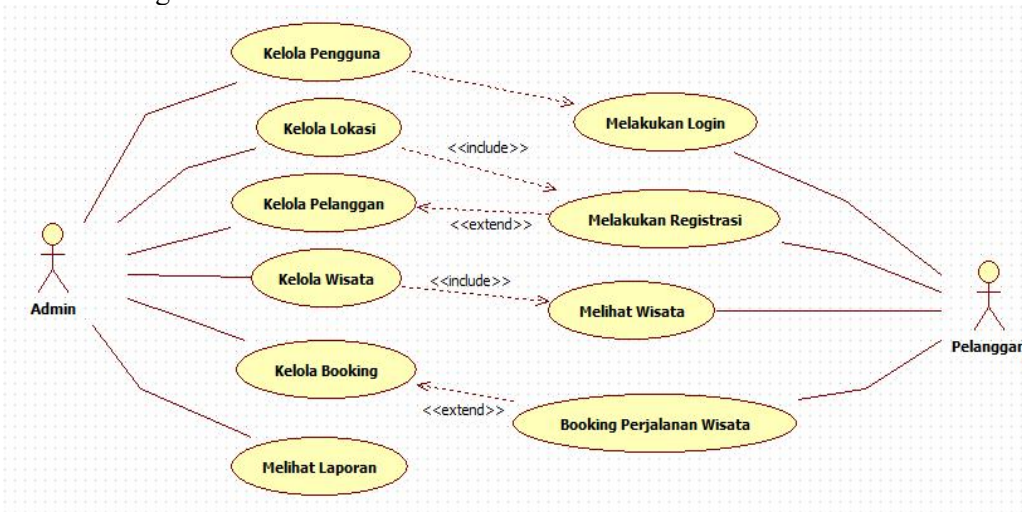 Kelola Pengguna
Melakukan Login
Kelola Lokasi
<<include>>
Kelola Pelanggan
Melakukan Registrasi
<<extend>>
Kelola Wisata
<<include>>
Admin
Melihat Wisata
Pelanggan
Kelola Booking
<<extend>>
Booking Perjalanan Wisata
Melihat Laporan